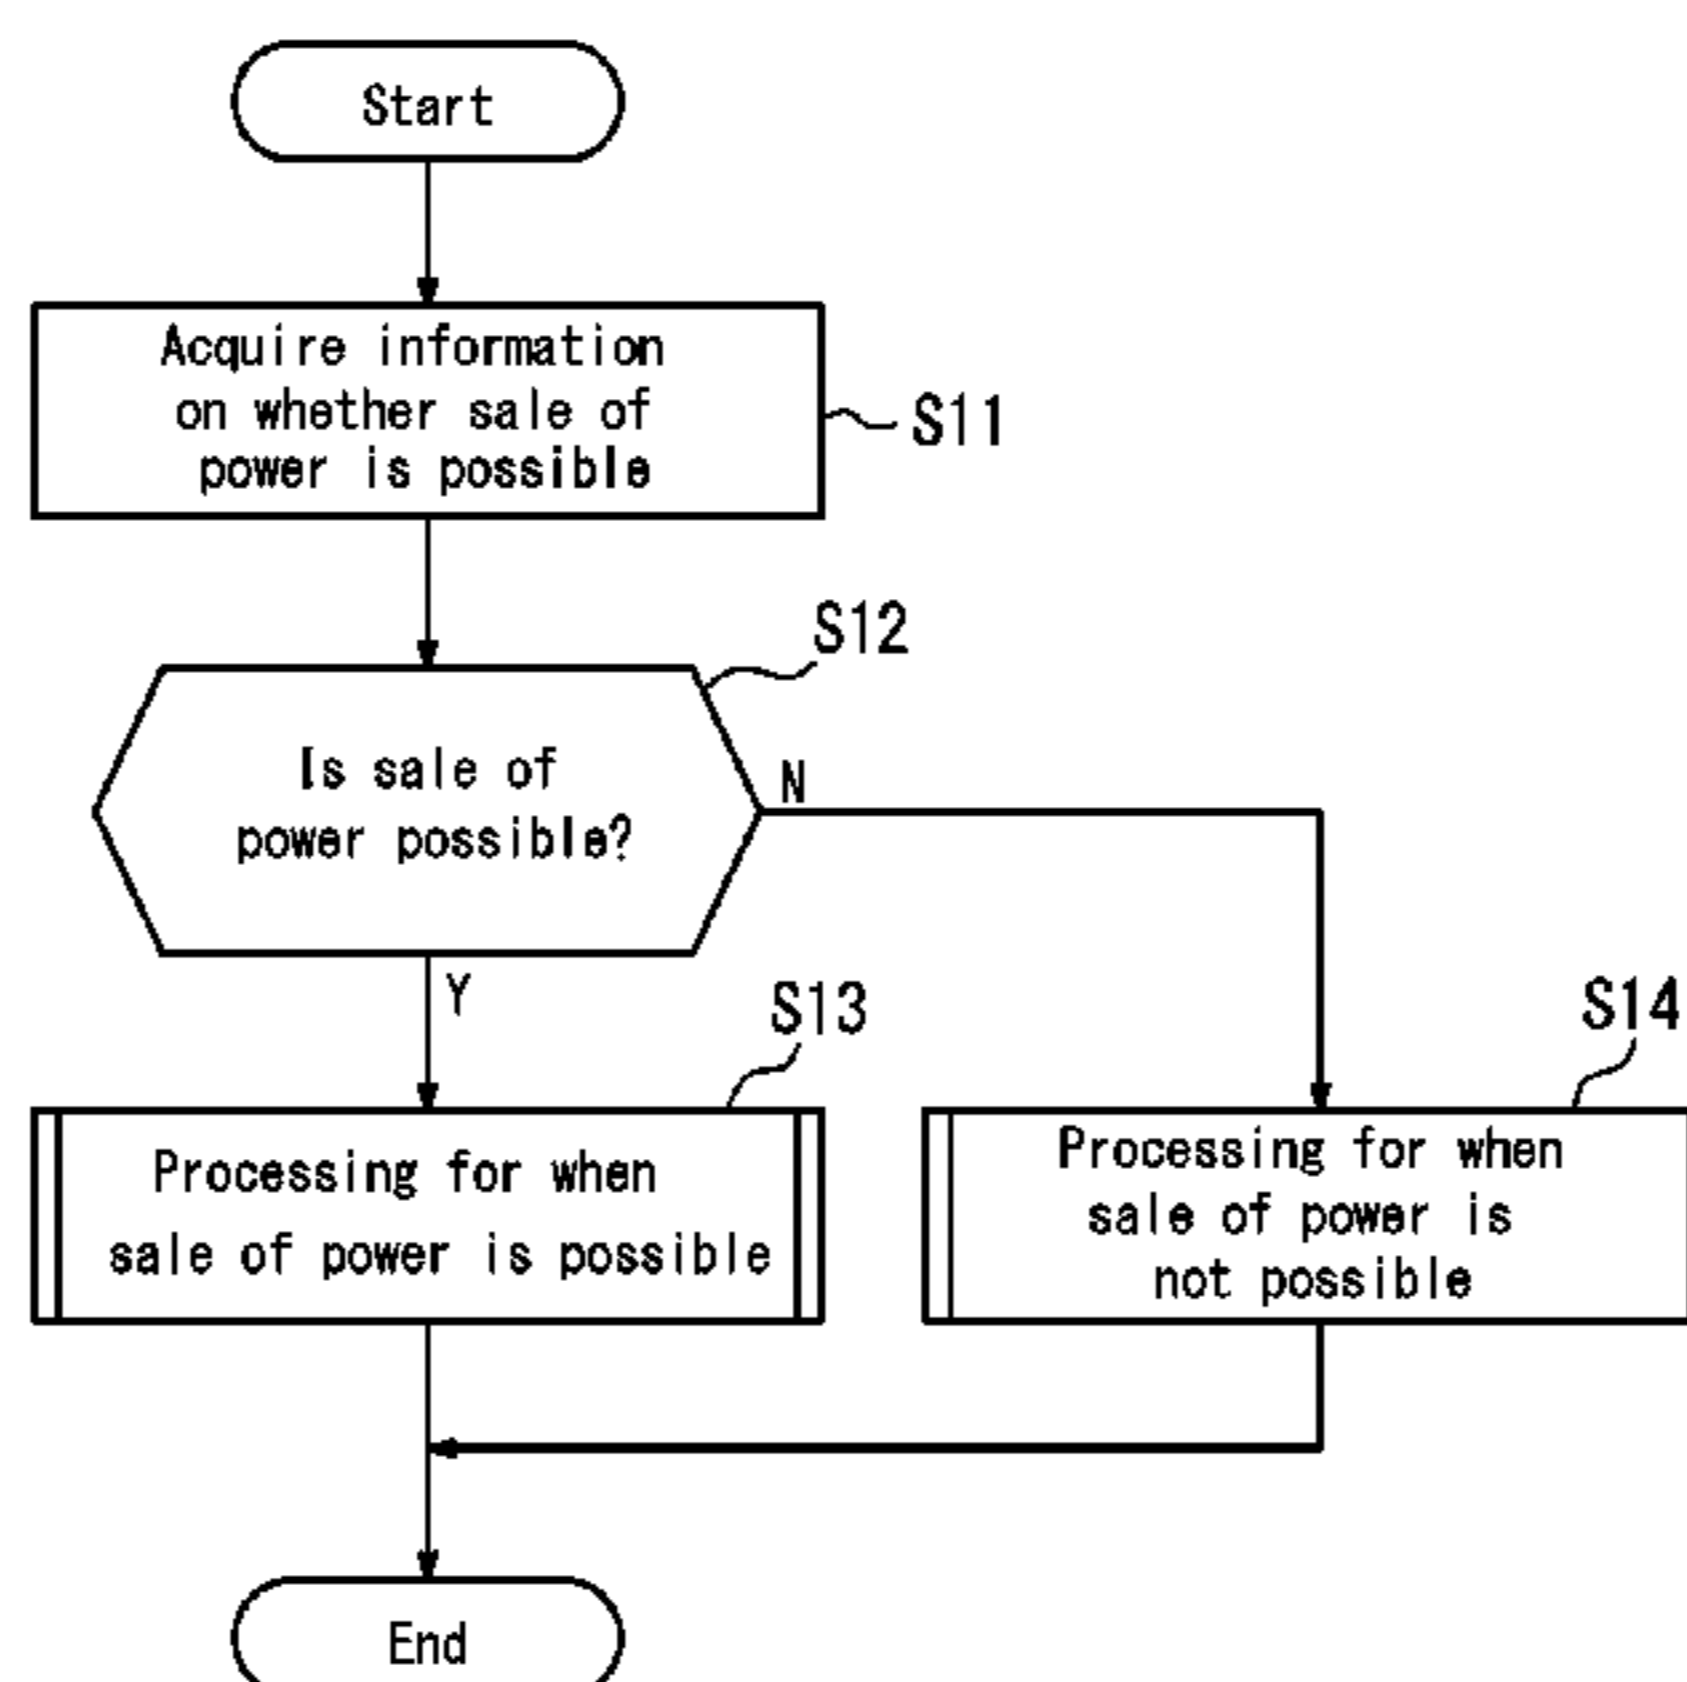 Start
Acquire information
on whether sale of
power is possible
S11
S12
Is sale of
power possible?
N
Y
S13
Processing for when
sale of power is possible
S14
Processing for when
sale of power is
not possible
End